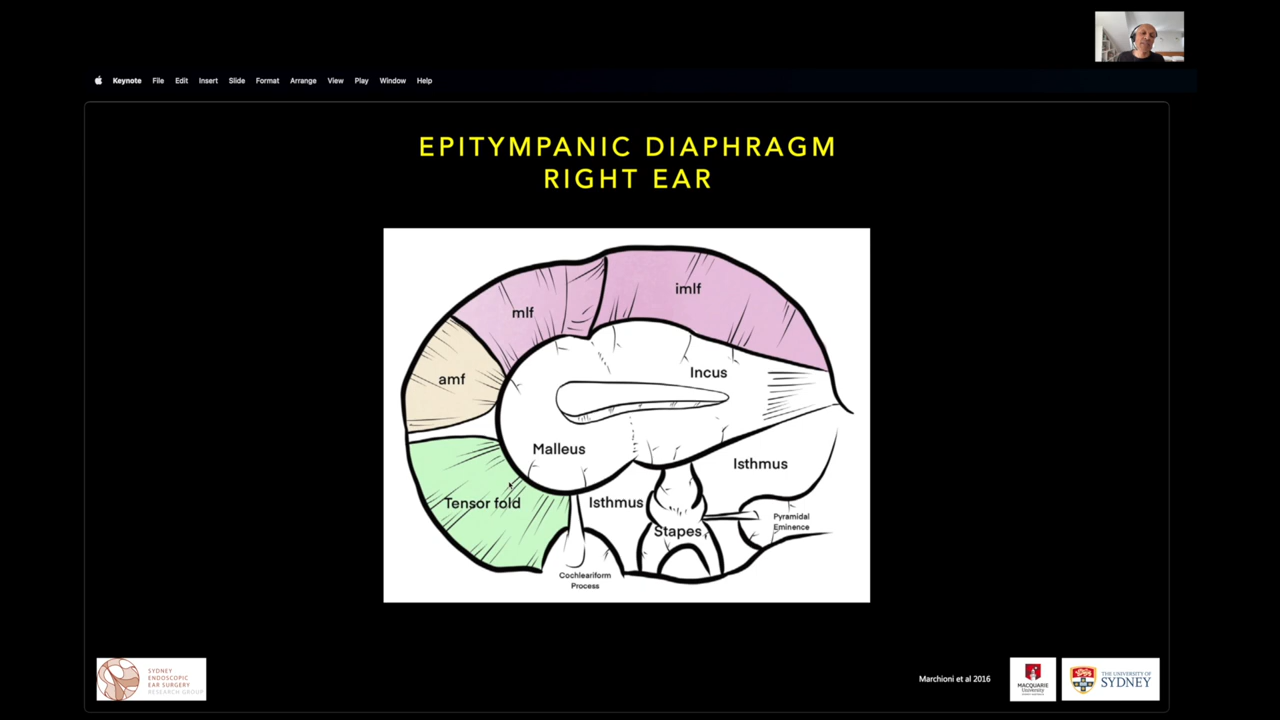 Keynote File Edit Insert Slide Format Arrange View Play Window Help
EPITYMPANIC DIAPHRAGM
RIGHT EAR
imlf
mlf
Incus
amf
Malleus
Isthmus
Tensor fold
Isthmus
Pyramidal
Eminence
Stapes
Cochleariform
Process
SYDNEY
ENDOSCOPIC
EAR SURGERY
RESEARCH GROUP
Marchioni et al 2016
MACQUARIE
University
THE UNIVERSITY OF
SYDNEY